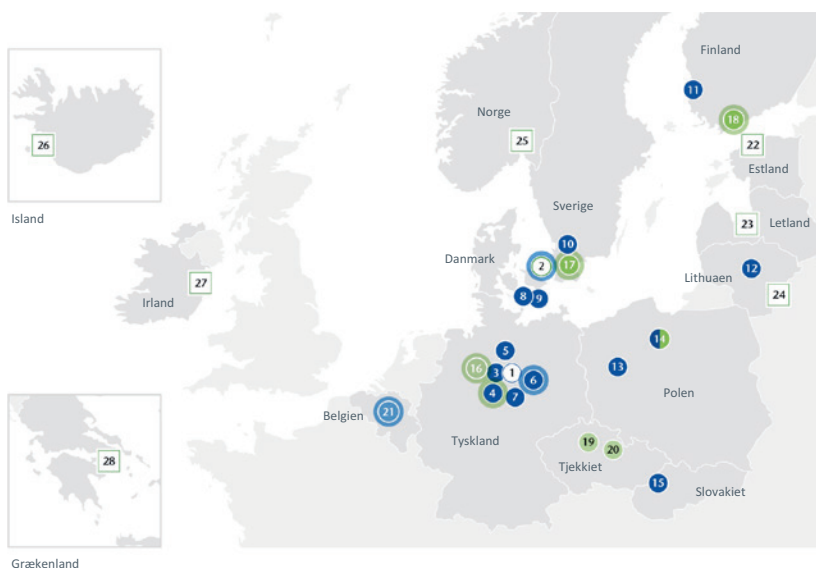 Finland
11
18
Norge
25
22
26
Estland
Island
Sverige
23
Letland
10
Danmark
2
17
12
Lithuaen
27
Irland
8
9
24
14
5
16
3
1
13
6
4
7
Polen
Belgien
21
Tyskland
19
20
28
Tjekkiet
15
Slovakiet
Grækenland